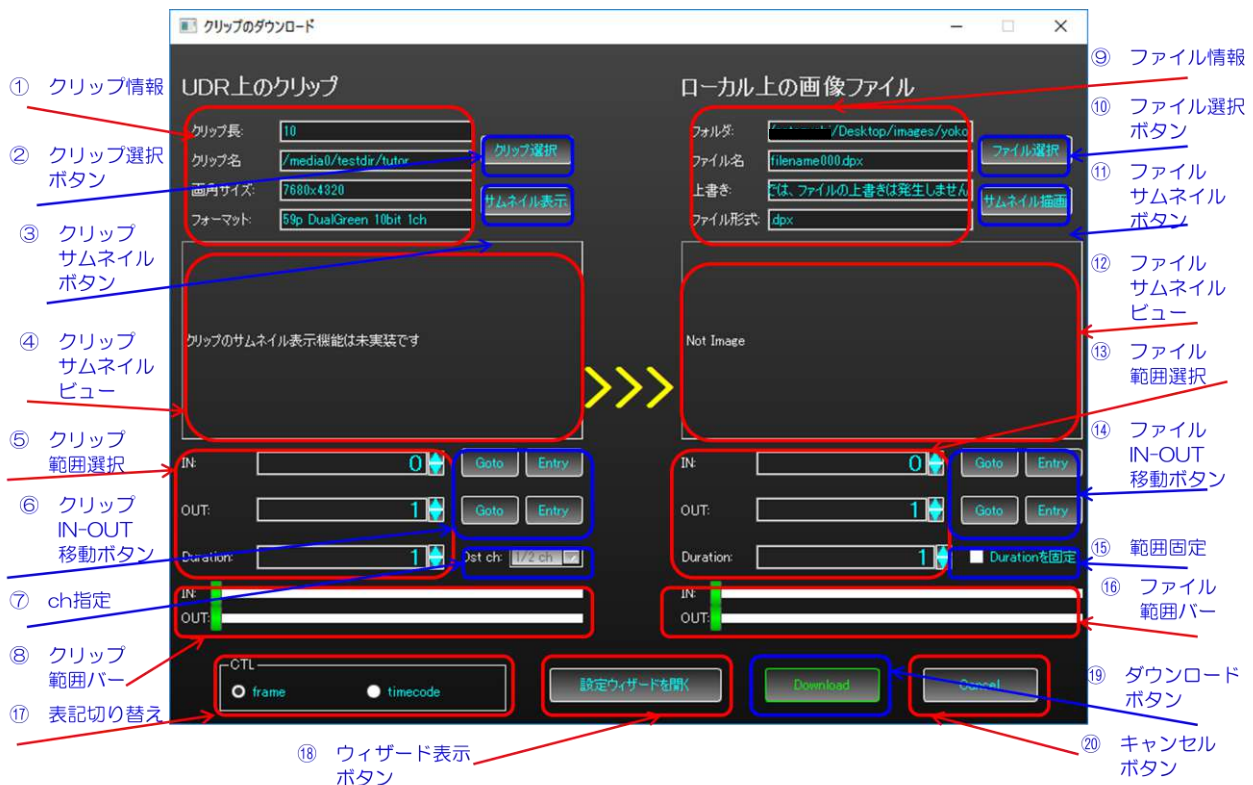 クリップのダウンロード
① クリップ情報
② クリップ選択
ボタン
③ クリップ
サムネイル
ボタン
④ クリップ
サムネイル
ビュー
⑤ クリップ
範囲選択
⑥ クリップ
IN-OUT
移動ボタン
⑦ ch指定
⑧ クリップ
範囲バー
⑰ 表記切り替え
UDR上のクリップ
クリップ長: 10
クリップ名 /media0/testdir/tutor
画角サイズ: 7680x4320
フォーマット: 59p DualGreen 10bit 1ch
クリップ選択
サムネイル表示
クリップのサムネイル表示機能は未実装です
IN: 0 Goto Entry
OUT: 1 Goto Entry
Duration: 1 Dst ch: 1/2 ch
IN:
OUT:
ローカル上の画像ファイル
フォルダ: /Desktop/images/yoko
ファイル名 filename000.dpx
上書き: では、ファイルの上書きは発生しません
ファイル形式: .dpx
ファイル選択
サムネイル描画
Not Image
IN: 0 Goto Entry
OUT: 1 Goto Entry
Duration: 1 Durationを固定
IN:
OUT:
CTL
frame timecode
設定ウィザードを開く
Download
Cancel
⑨ ファイル情報
⑩ ファイル選択
ボタン
⑪ ファイル
サムネイル
ボタン
⑫ ファイル
サムネイル
ビュー
⑬ ファイル
範囲選択
⑭ ファイル
IN-OUT
移動ボタン
⑮ 範囲固定
⑯ ファイル
範囲バー
⑱ ウィザード表示
ボタン
⑲ ダウンロード
ボタン
⑳ キャンセル
ボタン